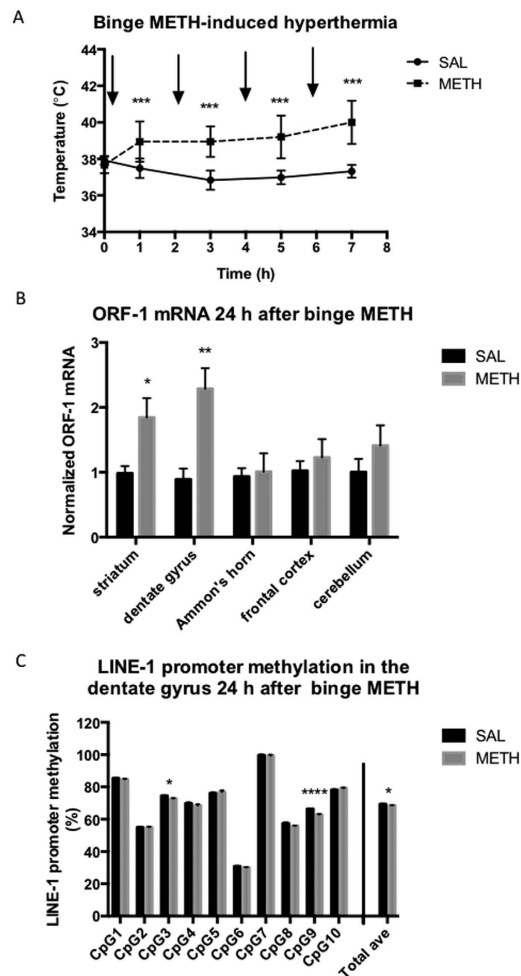 A
Binge METH-induced hyperthermia
Temperature (°C)
42
40
38
36
34
*** *** *** ***
0 1 2 3 4 5 6 7 8
Time (h)
SAL
METH
B
ORF-1 mRNA 24 h after binge METH
Normalized ORF-1 mRNA
3
2
1
0
* **
striatum
dentate gyrus
Ammon's horn
frontal cortex
cerebellum
SAL
METH
C
LINE-1 promoter methylation in the
dentate gyrus 24 h after binge METH
LINE-1 promoter methylation
(%)
120
100
80
60
40
20
0
* **** *
CpG1
CpG2
CpG3
CpG4
CpG5
CpG6
CpG7
CpG8
CpG9
CpG10
Total ave
SAL
METH